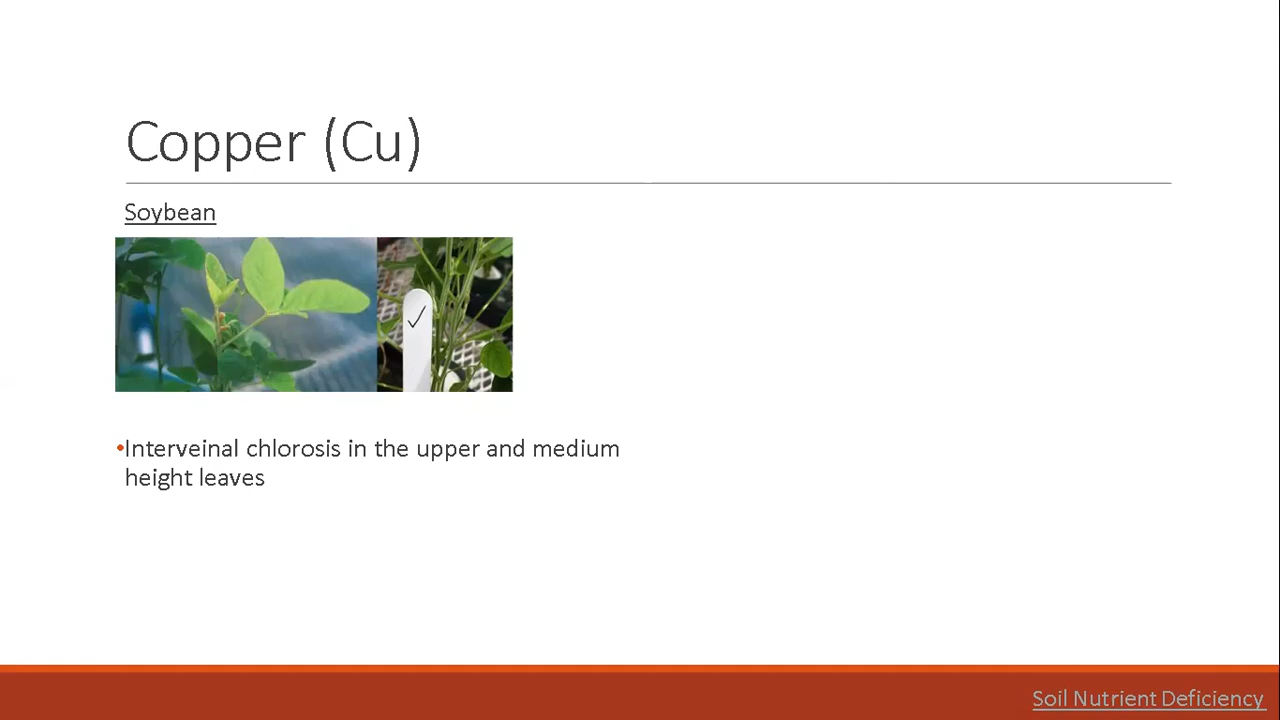 Copper (Cu)
Soybean
•Interveinal chlorosis in the upper and medium
height leaves
Soil Nutrient Deficiency